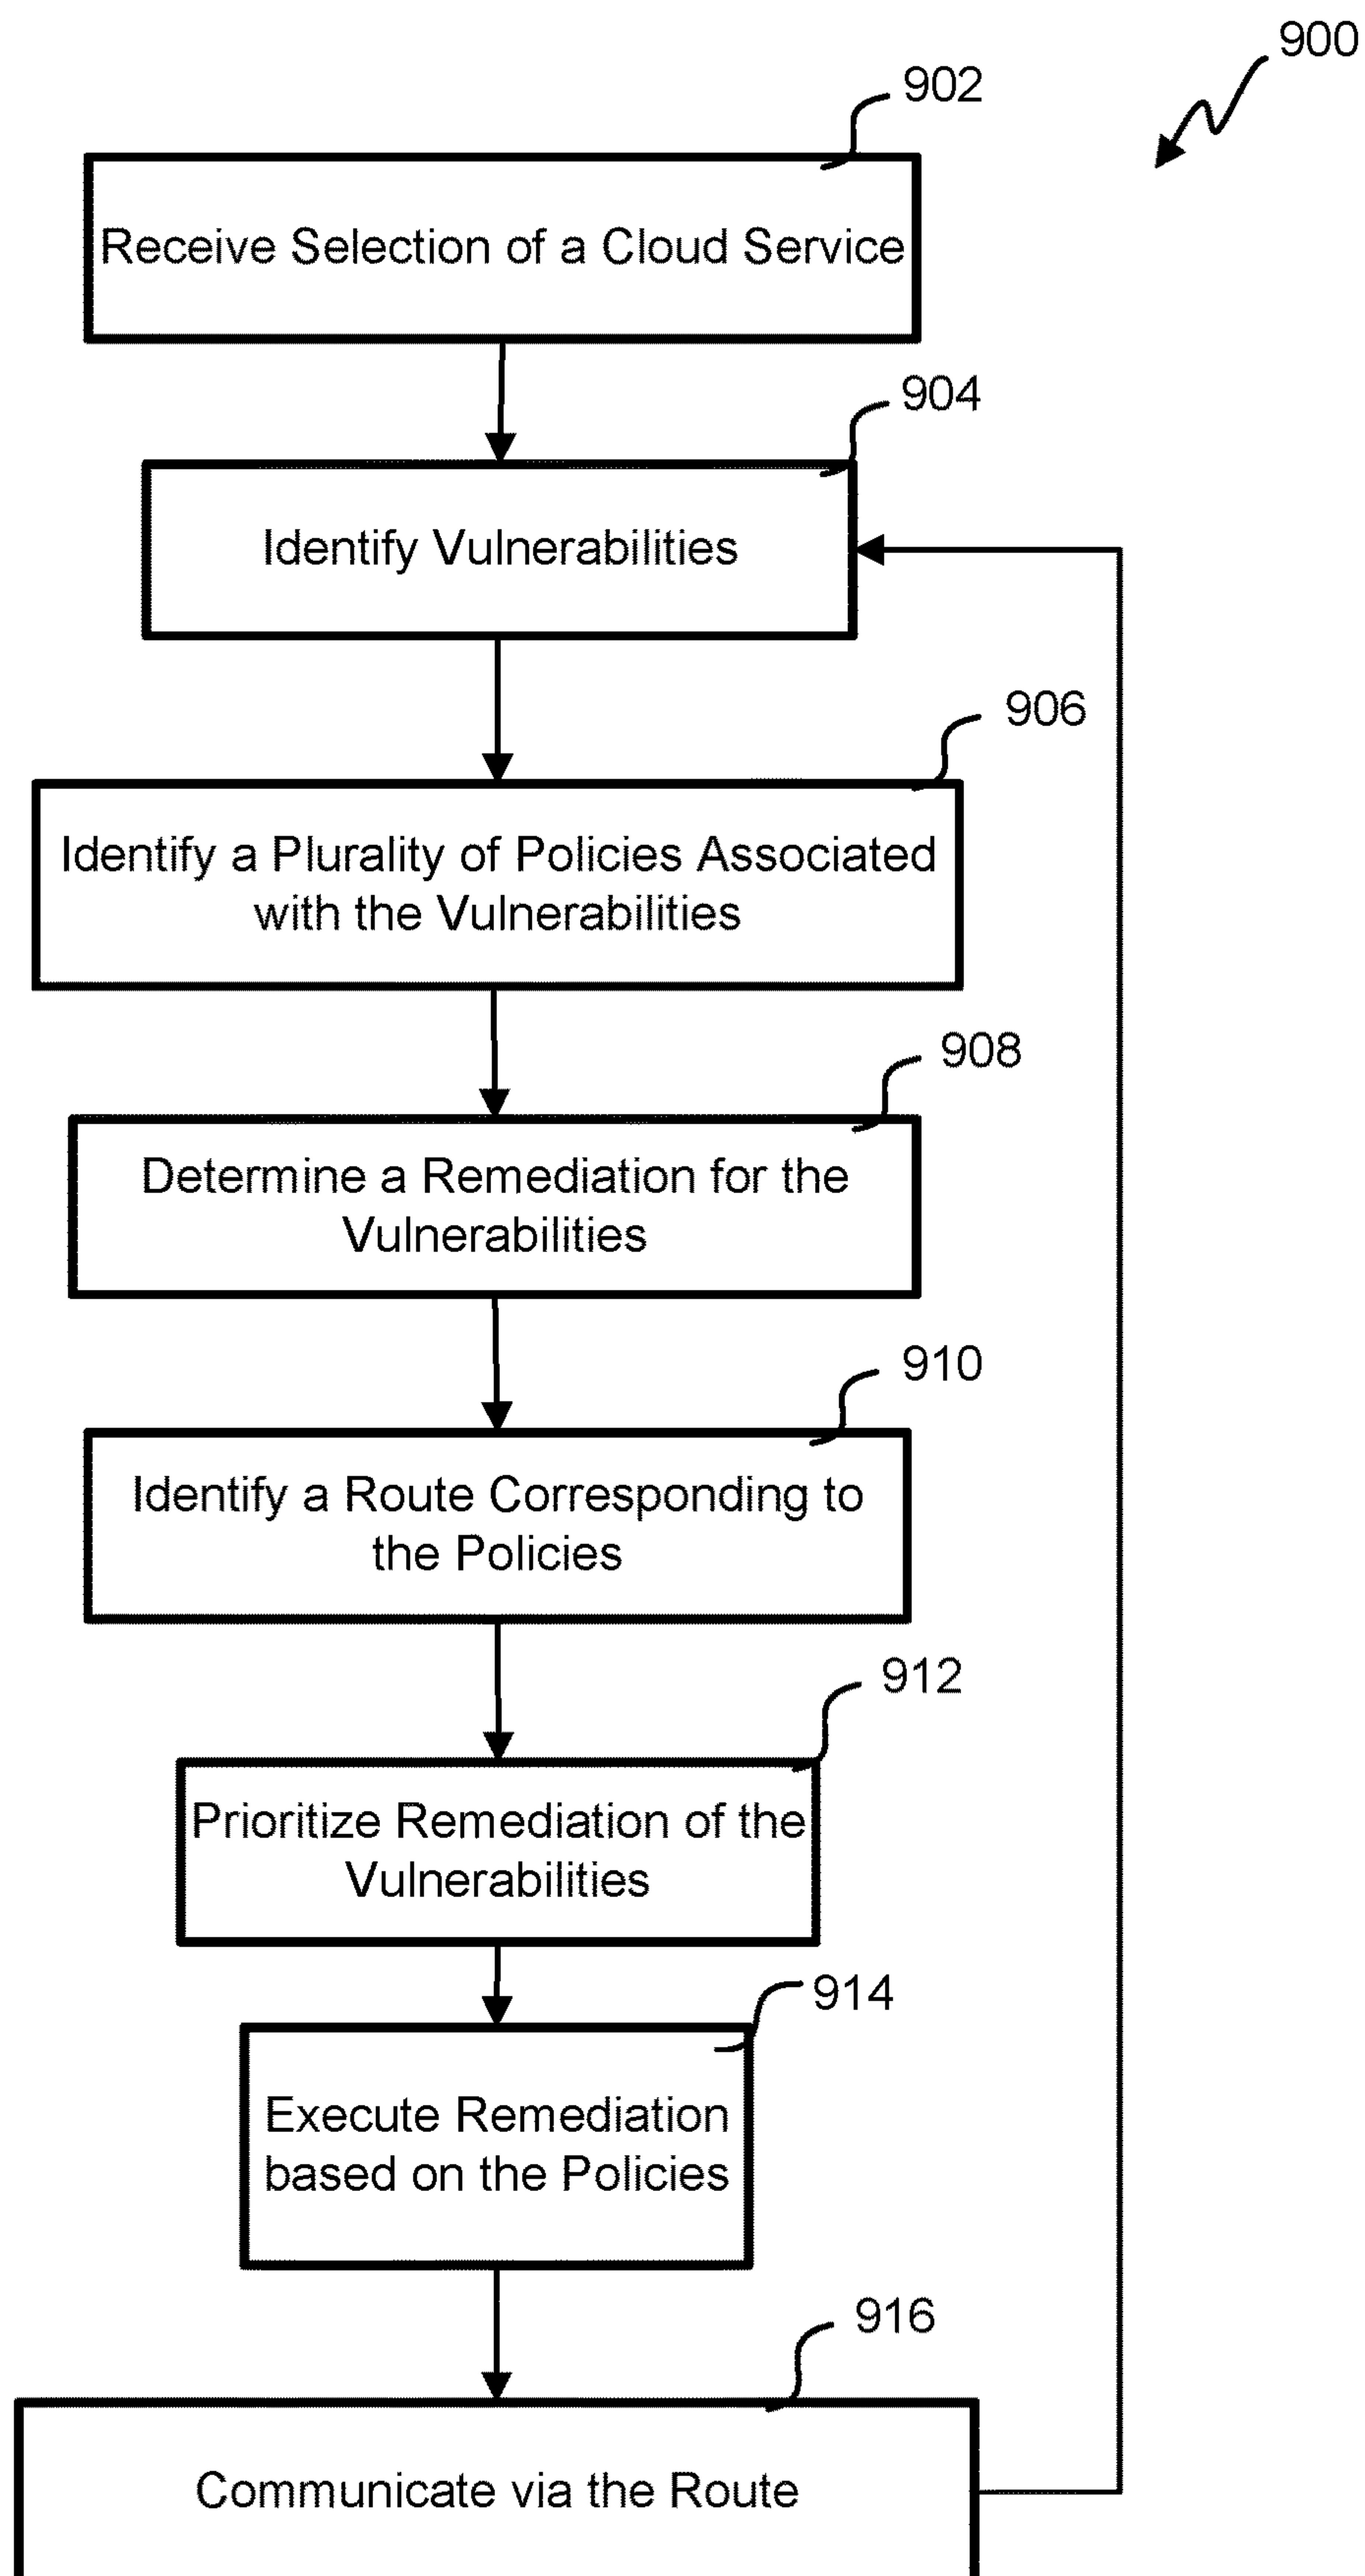 900
902
Receive Selection of a Cloud Service
904
Identify Vulnerabilities
906
Identify a Plurality of Policies Associated
with the Vulnerabilities
908
Determine a Remediation for the
Vulnerabilities
910
Identify a Route Corresponding to
the Policies
912
Prioritize Remediation of the
Vulnerabilities
914
Execute Remediation
based on the Policies
916
Communicate via the Route